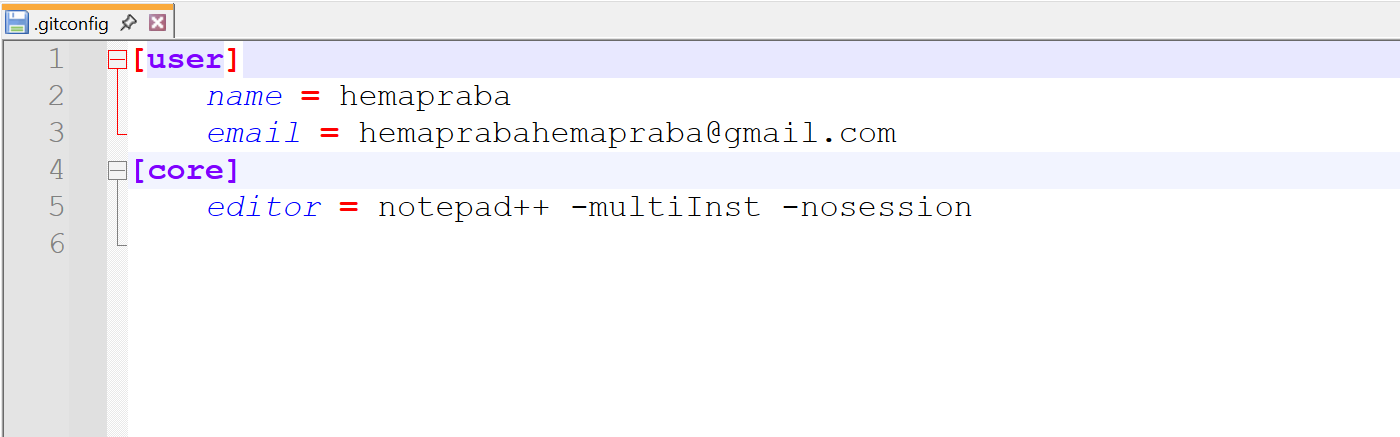 .gitconfig
1 [user]
2 name = hemapraba
3 email = hemaprabahemapraba@gmail.com
4 [core]
5 editor = notepad++ -multiInst -nosession
6